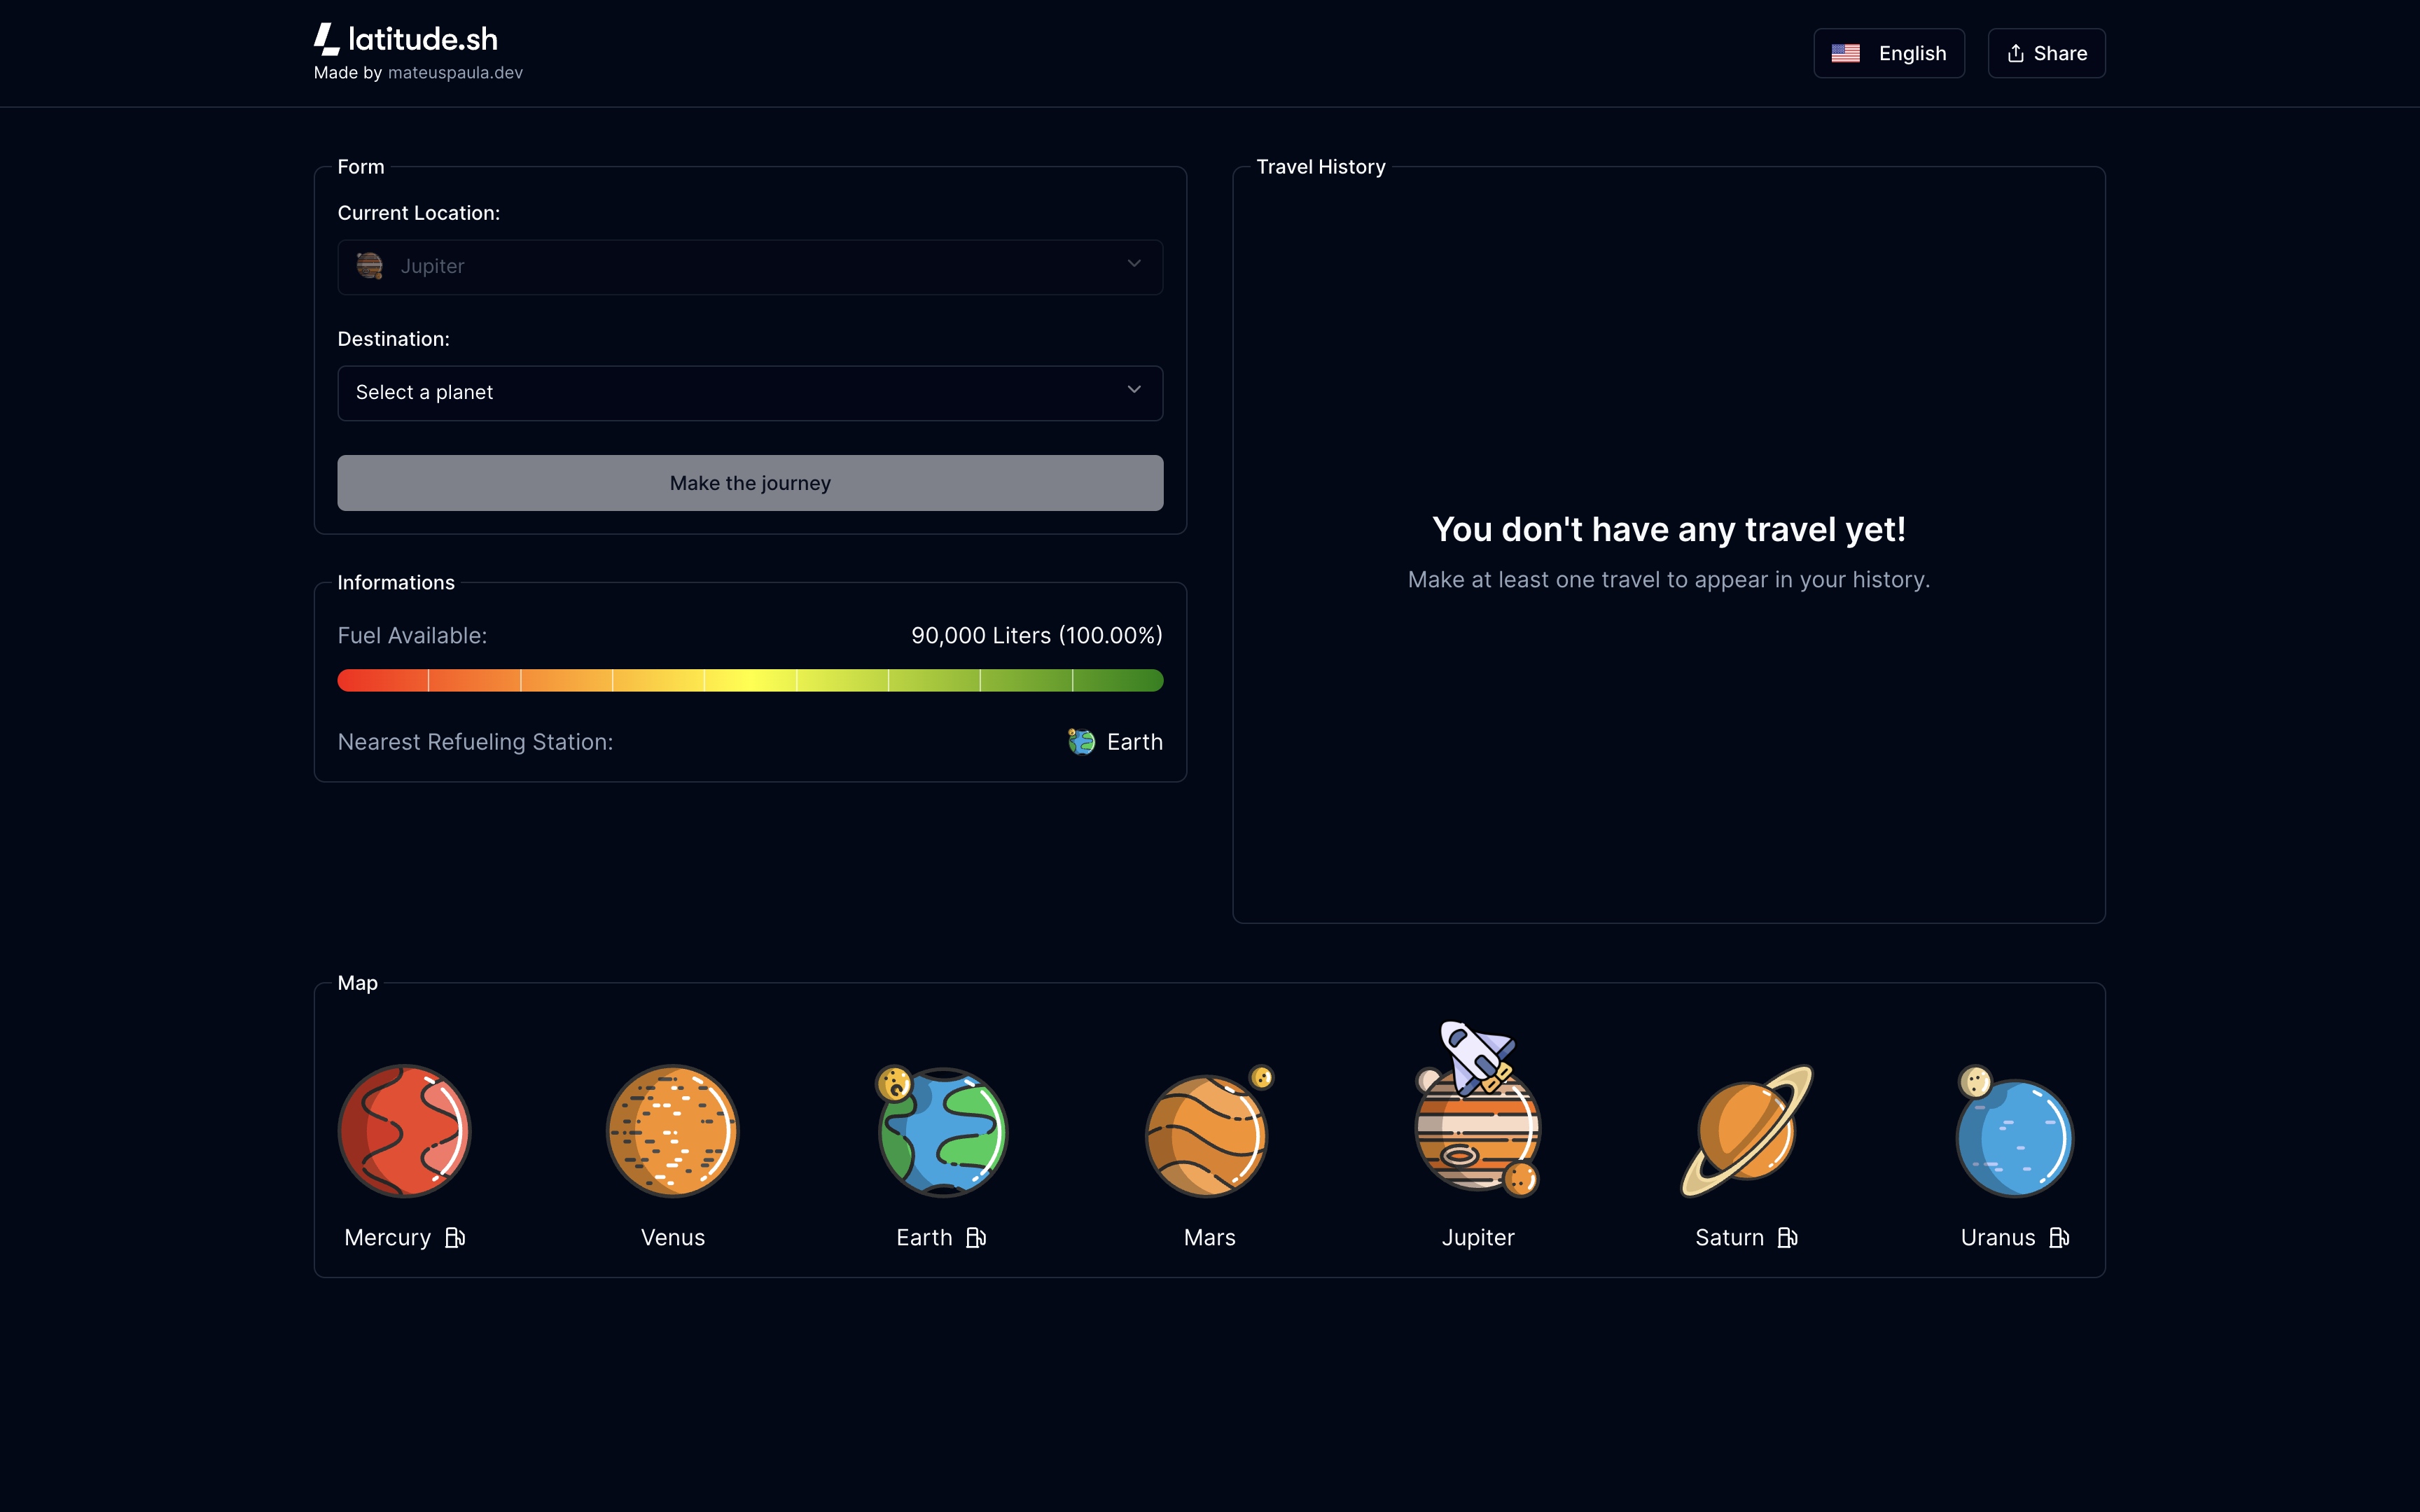 latitude.sh
Made by mateuspaula.dev
English
Share
Form
Current Location:
Jupiter
Destination:
Select a planet
Make the journey
Informations
Fuel Available:
90,000 Liters (100.00%)
Nearest Refueling Station:
Earth
Travel History
You don't have any travel yet!
Make at least one travel to appear in your history.
Map
Mercury
Venus
Earth
Mars
Jupiter
Saturn
Uranus